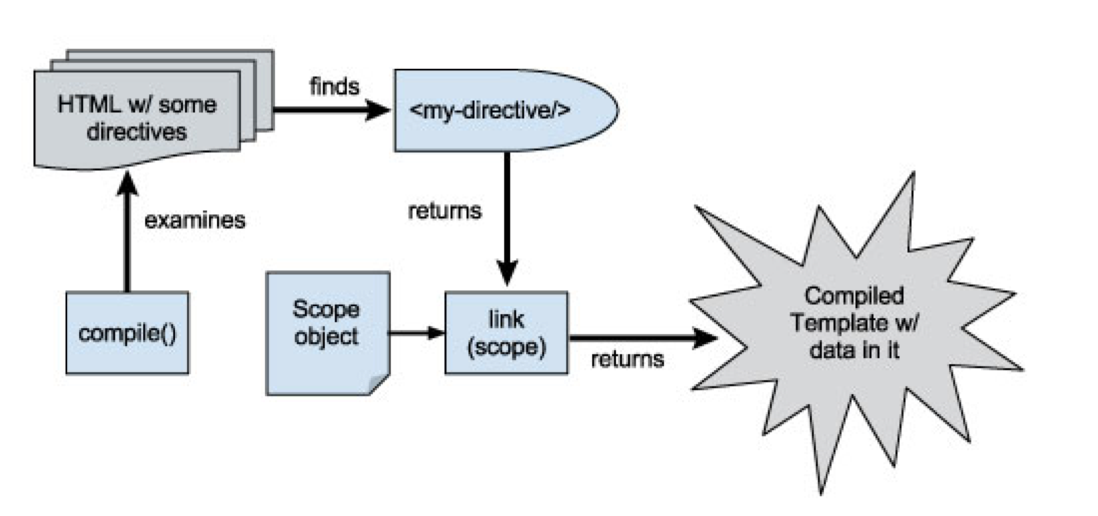 HTML w/ some
directives
finds
<my-directive/>
examines
returns
compile()
Scope
object
link
(scope)
returns
Compiled
Template w/
data in it